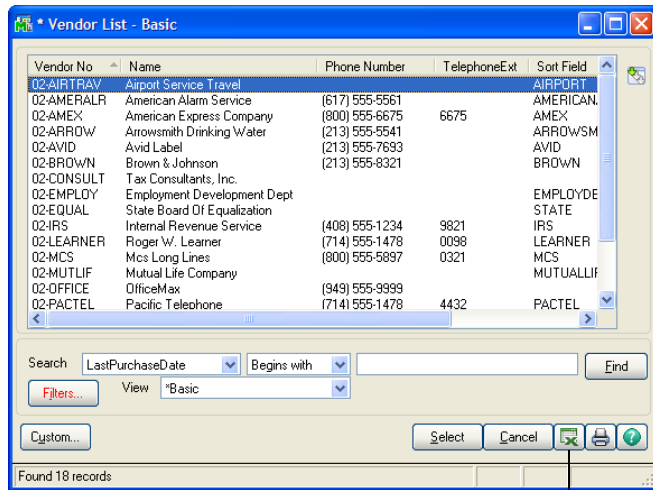 * Vendor List - Basic
Vendor No Name Phone Number TelephoneExt Sort Field
02-AIRTRAV Airport Service Travel AIRPORT
02-AMERALR American Alarm Service (617) 555-5561 AMERICAN.
02-AMEX American Express Company (800) 555-6675 6675 AMEX
02-ARROW Arrowsmith Drinking Water (213) 555-5541 ARROWSM
02-AVID Avid Label (213) 555-7693 AVID
02-BROWN Brown & Johnson (213) 555-8321 BROWN
02-CONSULT Tax Consultants, Inc.
02-EMPLOY Employment Development Dept EMPLOYDE
02-EQUAL State Board Of Equalization STATE
02-IRS Internal Revenue Service (408) 555-1234 9821 IRS
02-LEARNER Roger W. Learner (714) 555-1478 0098 LEARNER
02-MCS Mcs Long Lines (800) 555-5897 0321 MCS
02-MUTLIF Mutual Life Company MUTUALLIF
02-OFFICE OfficeMax (949) 555-9999
02-PACTEL Pacific Telephone (714) 555-1478 4432 PACTEL
Search LastPurchaseDate Begins with Find
Filters... View *Basic
Custom... Select Cancel
Found 18 records